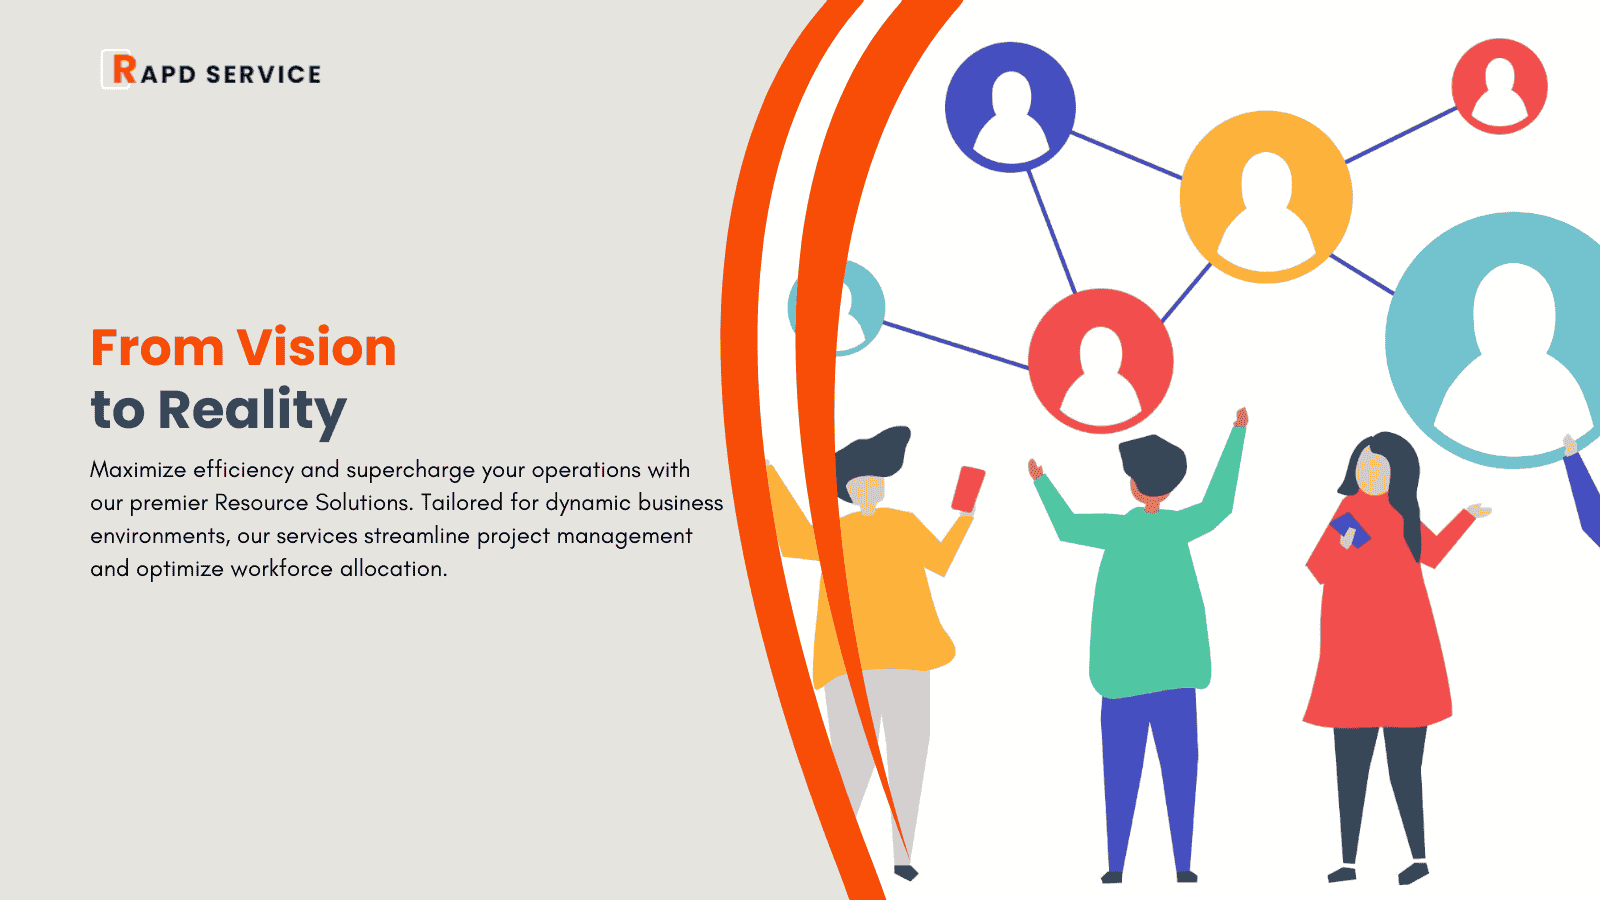 RAPD SERVICE
From Vision
to Reality
Maximize efficiency and supercharge your operations with
our premier Resource Solutions. Tailored for dynamic business
environments, our services streamline project management
and optimize workforce allocation.